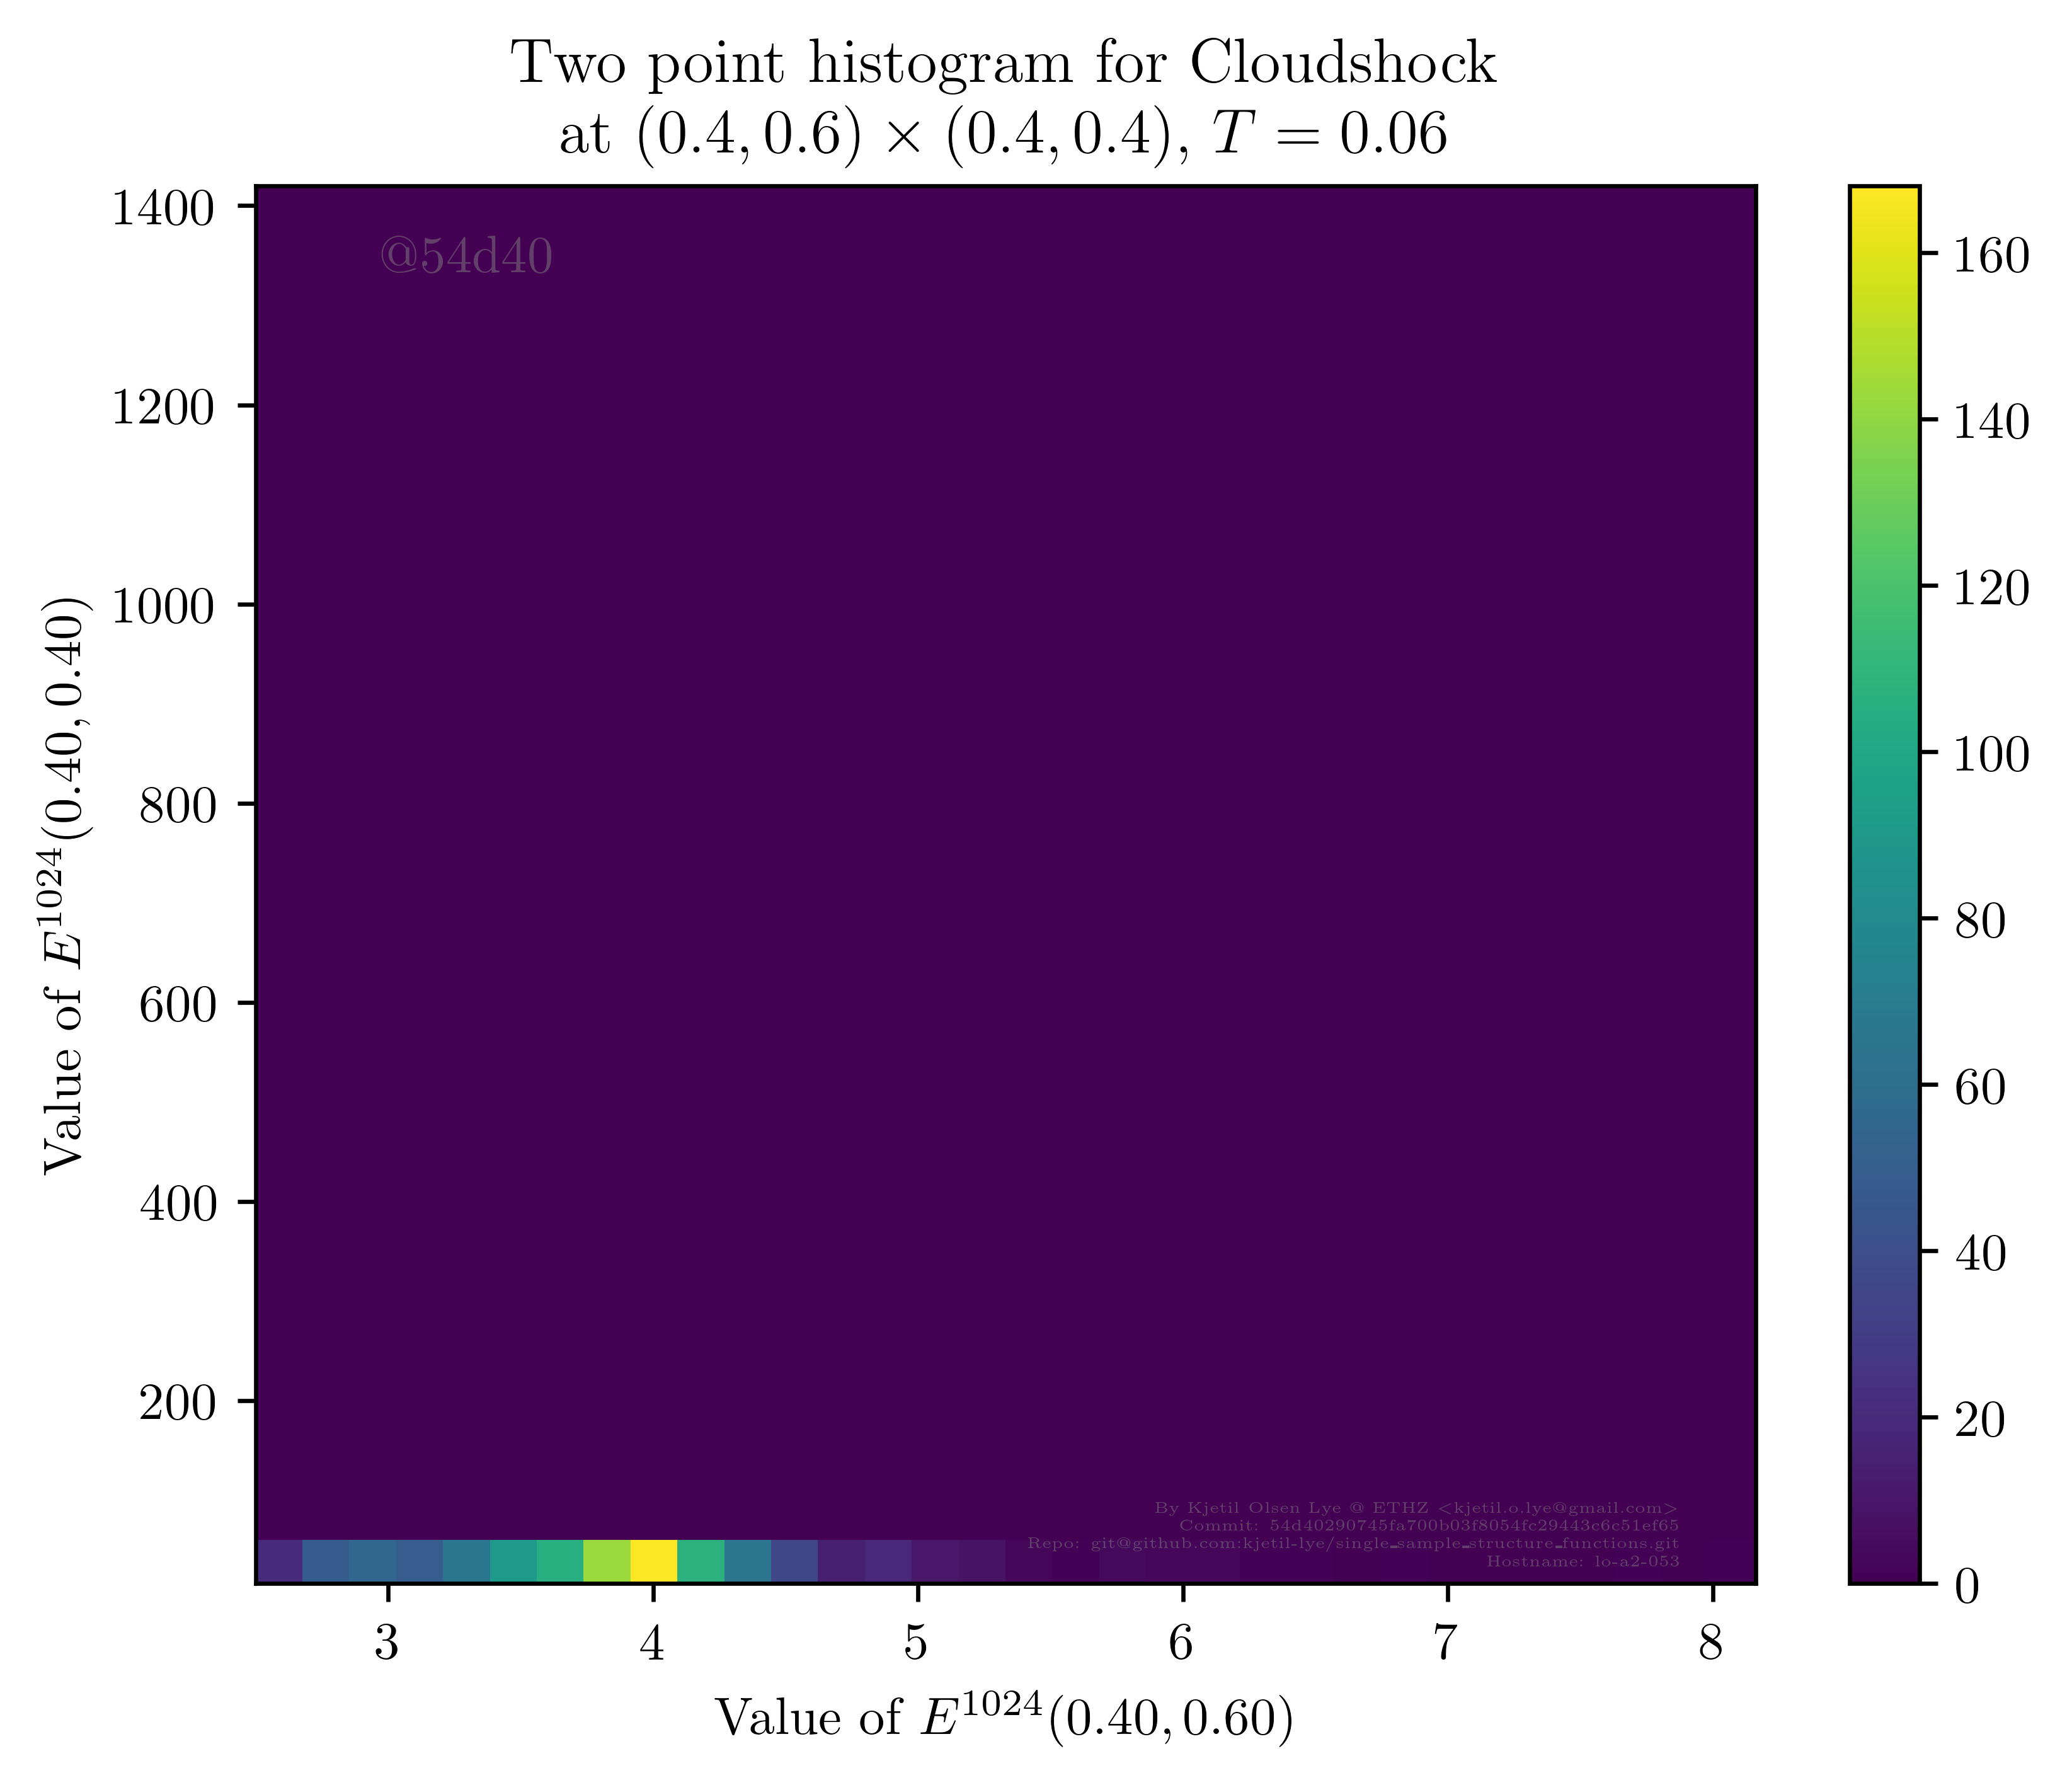 Two point histogram for Cloudshock
at (0.4, 0.6) × (0.4, 0.4), T = 0.06
1400
1200
1000
800
600
400
200
Value of E^1024(0.40, 0.40)
@54d40
By Kjetil Olsen Lye @ ETHZ <kjetil.o.lye@gmail.com>
Commit: 54d40290745fa700b03f8054fc29443c6c51ef65
Repo: git@github.com:kjetil-lye/single_sample_structure_functions.git
Hostname: lo-a2-053
3 4 5 6 7 8
Value of E^1024(0.40, 0.60)
160
140
120
100
80
60
40
20
0